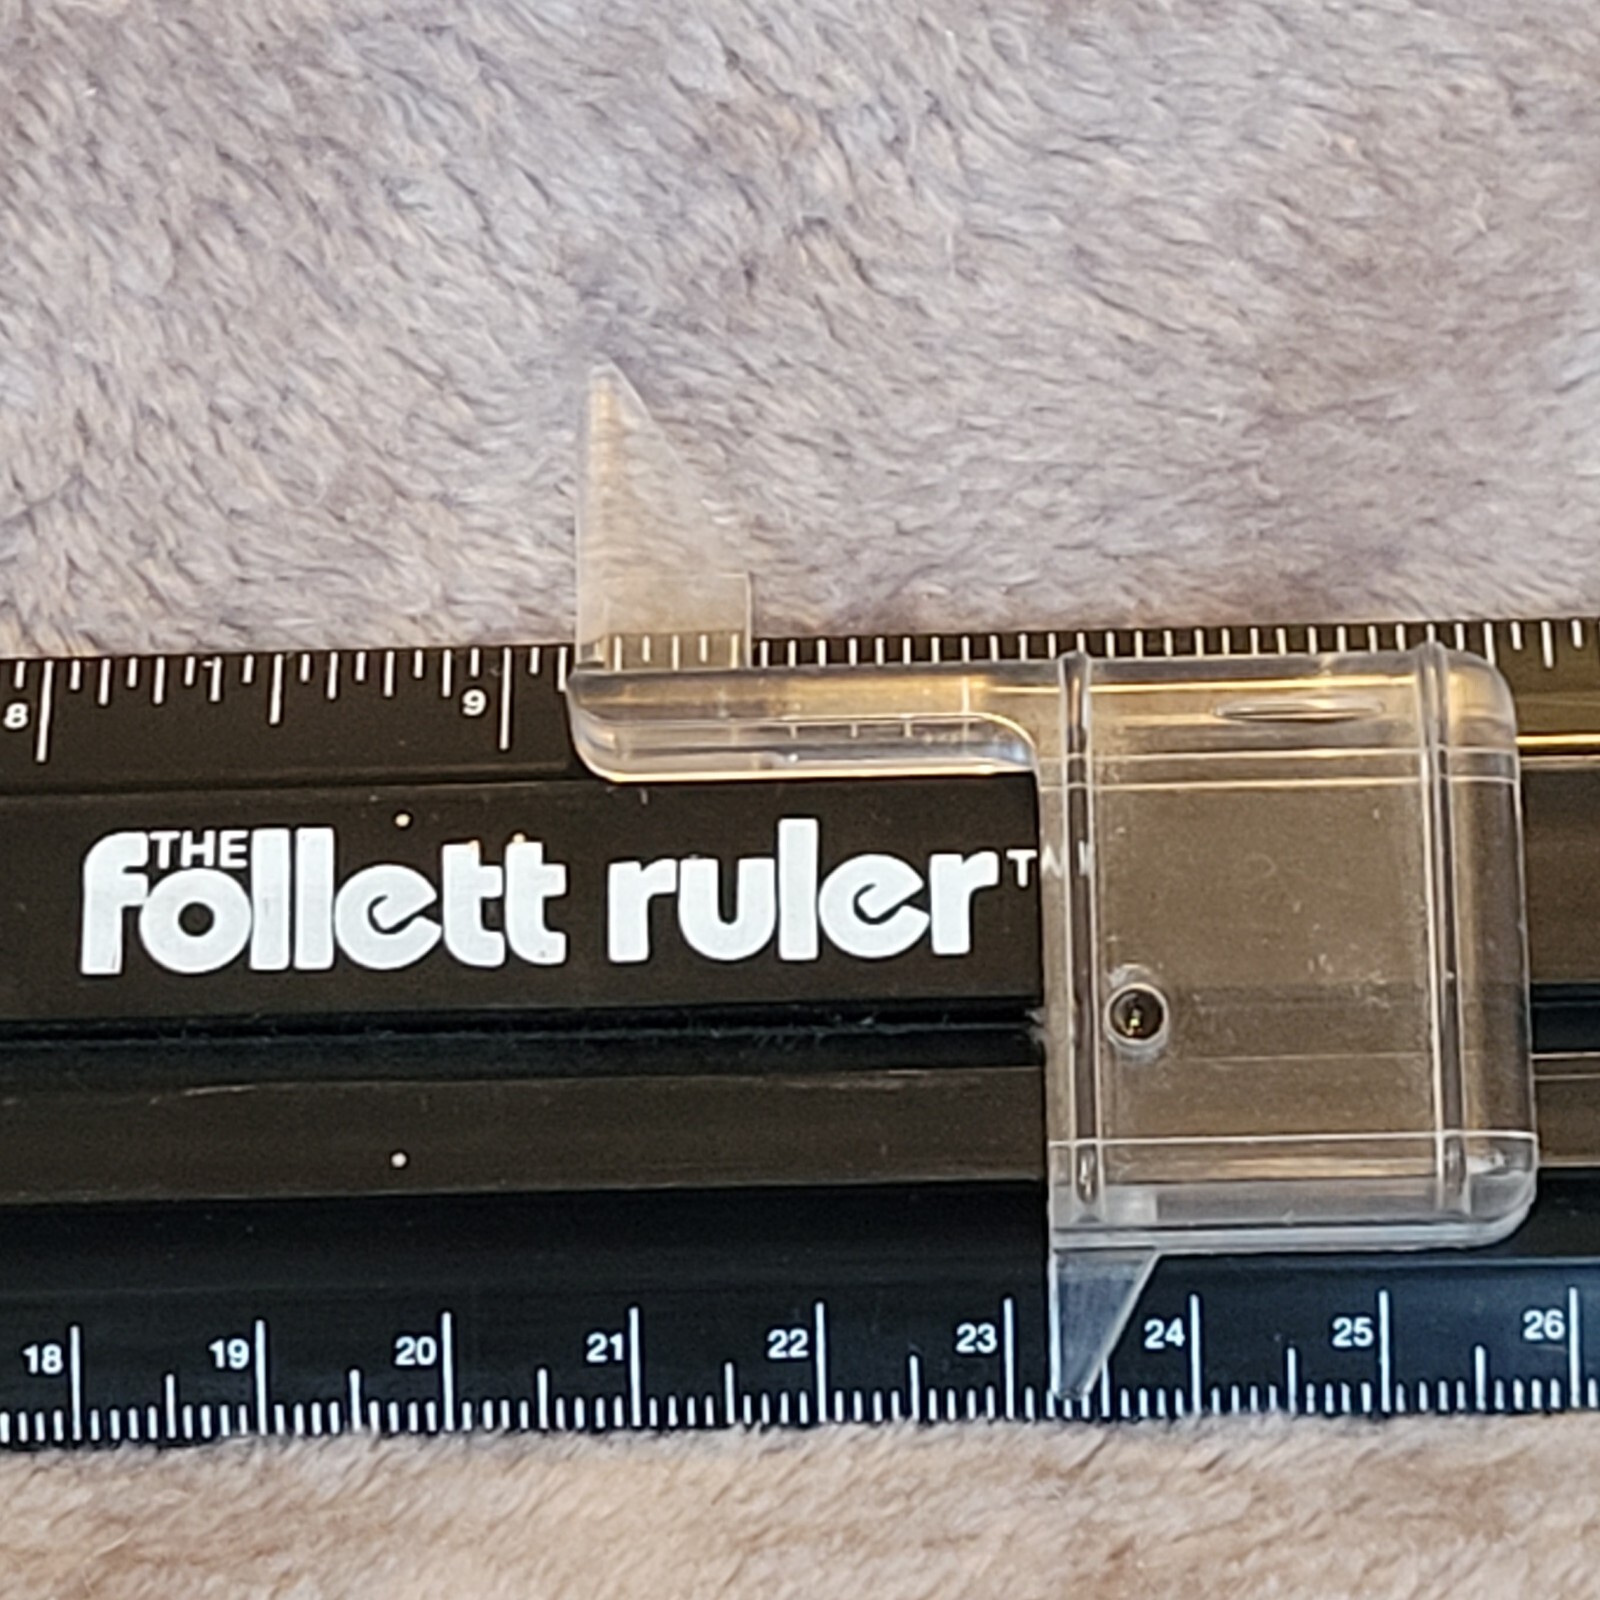 8 9
THE
follett ruler™
18 19 20 21 22 23 24 25 26